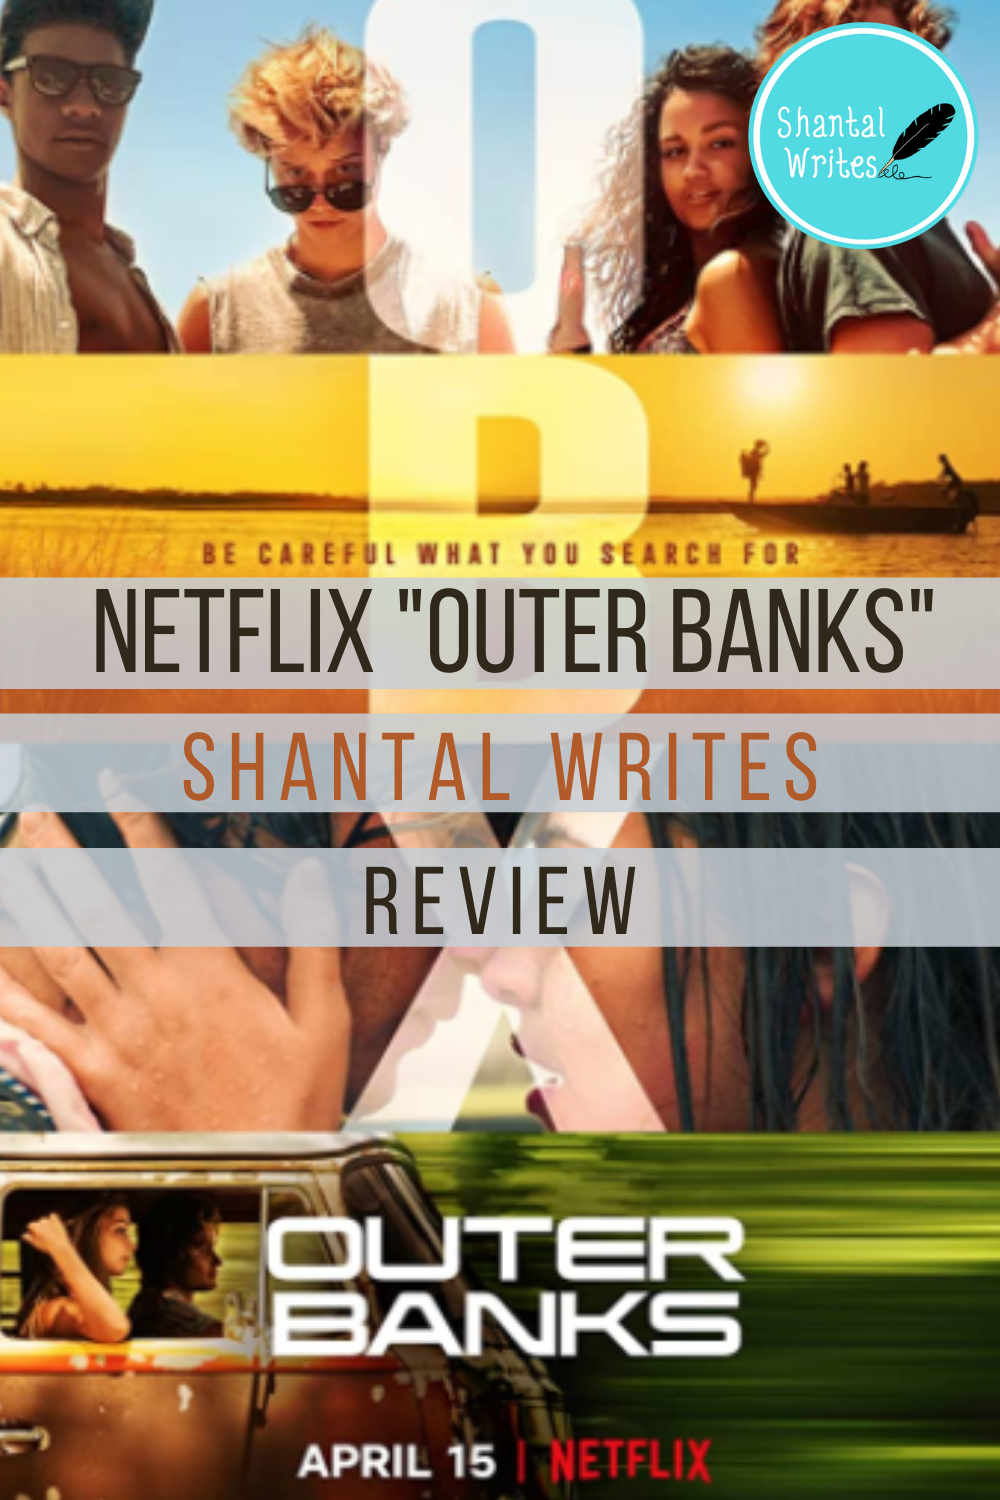 O
Shantal
Writes
B
BE CAREFUL WHAT YOU SEARCH FOR
NETFLIX "OUTER BANKS"
SHANTAL WRITES
X
REVIEW
OUTER
BANKS
APRIL 15 | NETFLIX